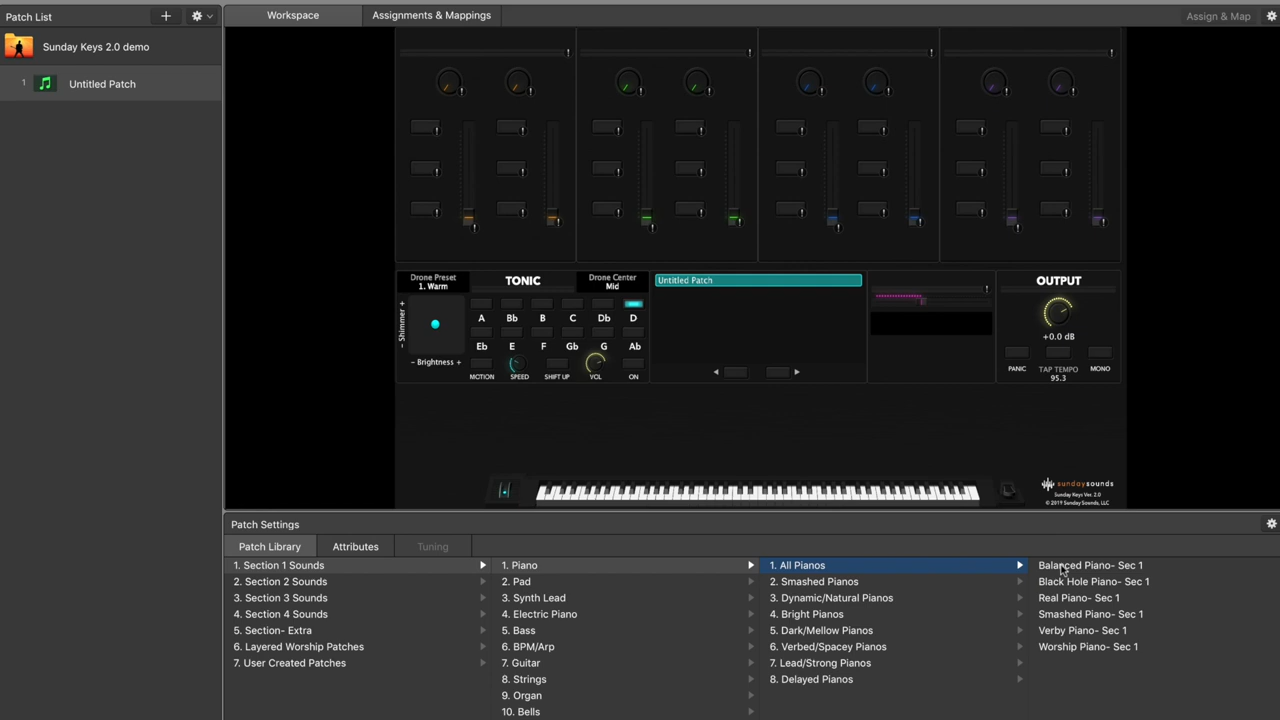 Patch List
Workspace
Assignments & Mappings
Assign & Map
Sunday Keys 2.0 demo
1 Untitled Patch
Drone Preset
1. Warm
TONIC
Drone Center
Mid
Untitled Patch
OUTPUT
- Shimmer +
A Bb B C Db D
Eb E F Gb G Ab
- Brightness +
MOTION SPEED SHIFT UP VOL ON
+0.0 dB
PANIC TAP TEMPO MONO
95.3
sundaysounds
Sunday Keys Ver. 2.0
© 2019 Sunday Sounds, LLC
Patch Settings
Patch Library Attributes Tuning
1. Section 1 Sounds
2. Section 2 Sounds
3. Section 3 Sounds
4. Section 4 Sounds
5. Section- Extra
6. Layered Worship Patches
7. User Created Patches
1. Piano
2. Pad
3. Synth Lead
4. Electric Piano
5. Bass
6. BPM/Arp
7. Guitar
8. Strings
9. Organ
10. Bells
1. All Pianos
2. Smashed Pianos
3. Dynamic/Natural Pianos
4. Bright Pianos
5. Dark/Mellow Pianos
6. Verbed/Spacey Pianos
7. Lead/Strong Pianos
8. Delayed Pianos
Balanced Piano- Sec 1
Black Hole Piano- Sec 1
Real Piano- Sec 1
Smashed Piano- Sec 1
Verby Piano- Sec 1
Worship Piano- Sec 1